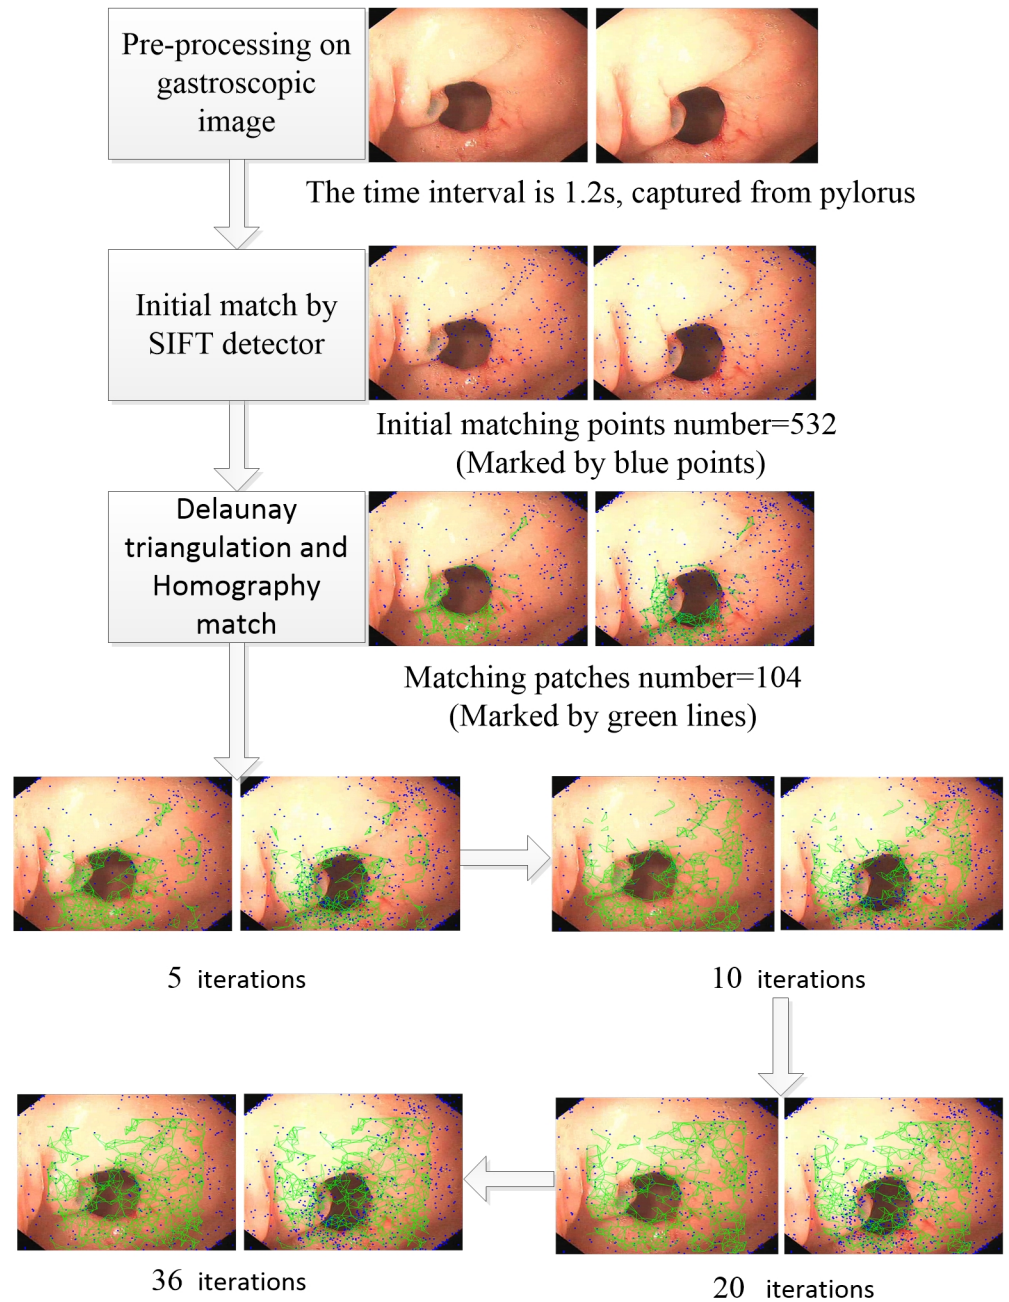 Pre-processing on
gastroscopic
image
The time interval is 1.2s, captured from pylorus
Initial match by
SIFT detector
Initial matching points number=532
(Marked by blue points)
Delaunay
triangulation and
Homography
match
Matching patches number=104
(Marked by green lines)
5 iterations
10 iterations
36 iterations
20 iterations